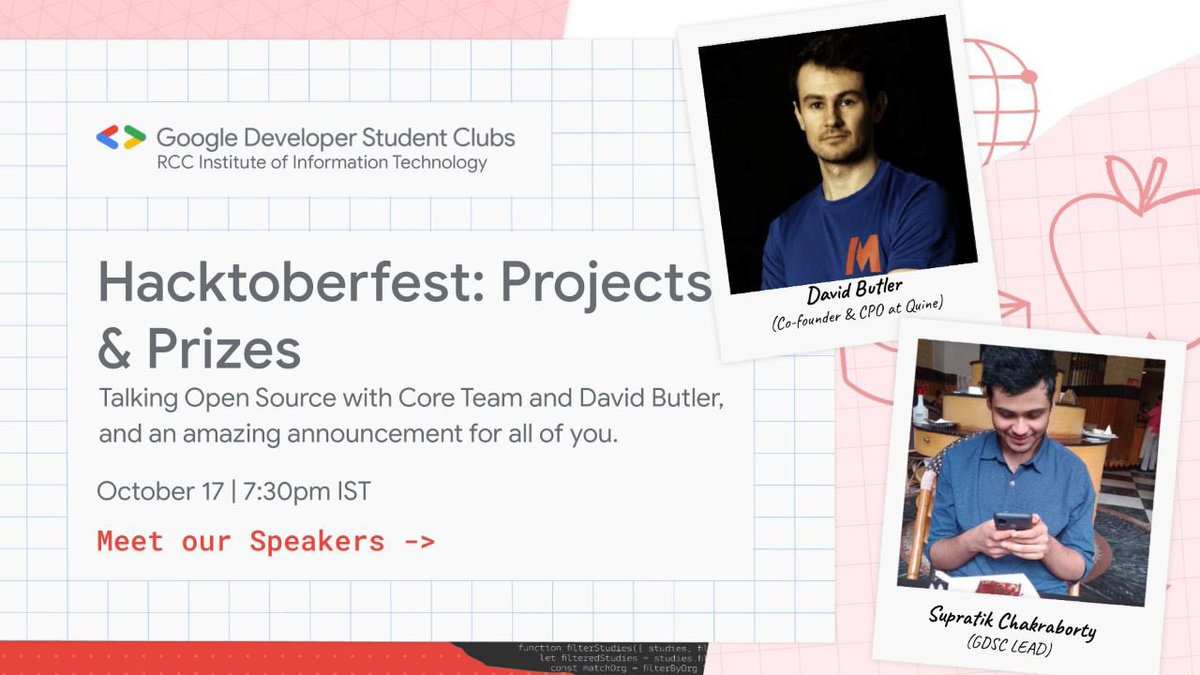 Google Developer Student Clubs
RCC Institute of Information Technology
Hacktoberfest: Projects
& Prizes
Talking Open Source with Core Team and David Butler,
and an amazing announcement for all of you.
October 17 | 7:30pm IST
Meet our Speakers ->
M
David Butler
(Co-founder & CPO at Quine)
Supratik Chakraborty
(GDSC LEAD)
function filterStudies({ studies,
let filteredStudies = studies.
const matchOrg = filterByOrg